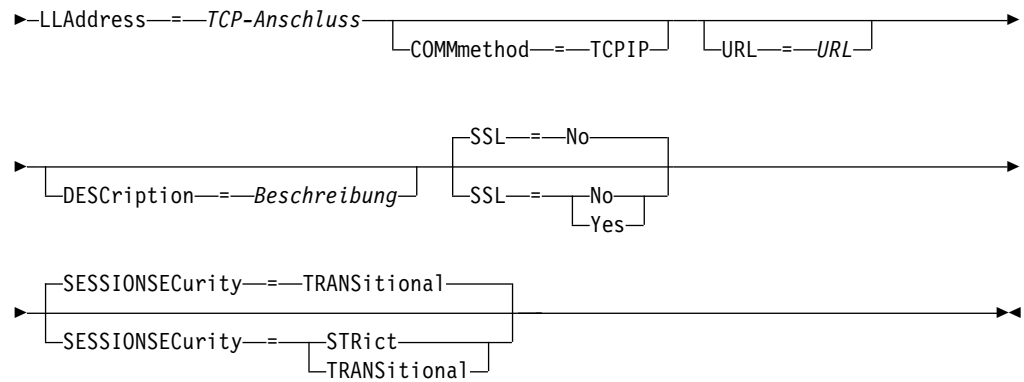 LLAddress = TCP-Anschluss
COMMmethod = TCPIP URL = URL
SSL = No
DESCription = Beschreibung SSL = No
Yes
SESSIONSECurity = TRANSitional
SESSIONSECurity = STRict
TRANSitional